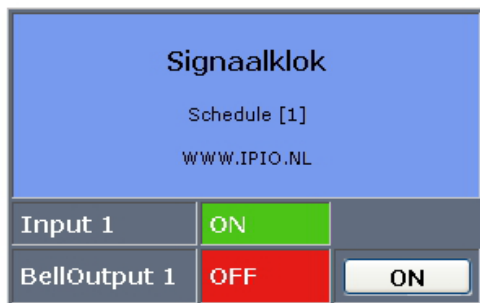 Signaalklok
Schedule [1]
WWW.IPIO.NL
Input 1 ON
BellOutput 1 OFF ON